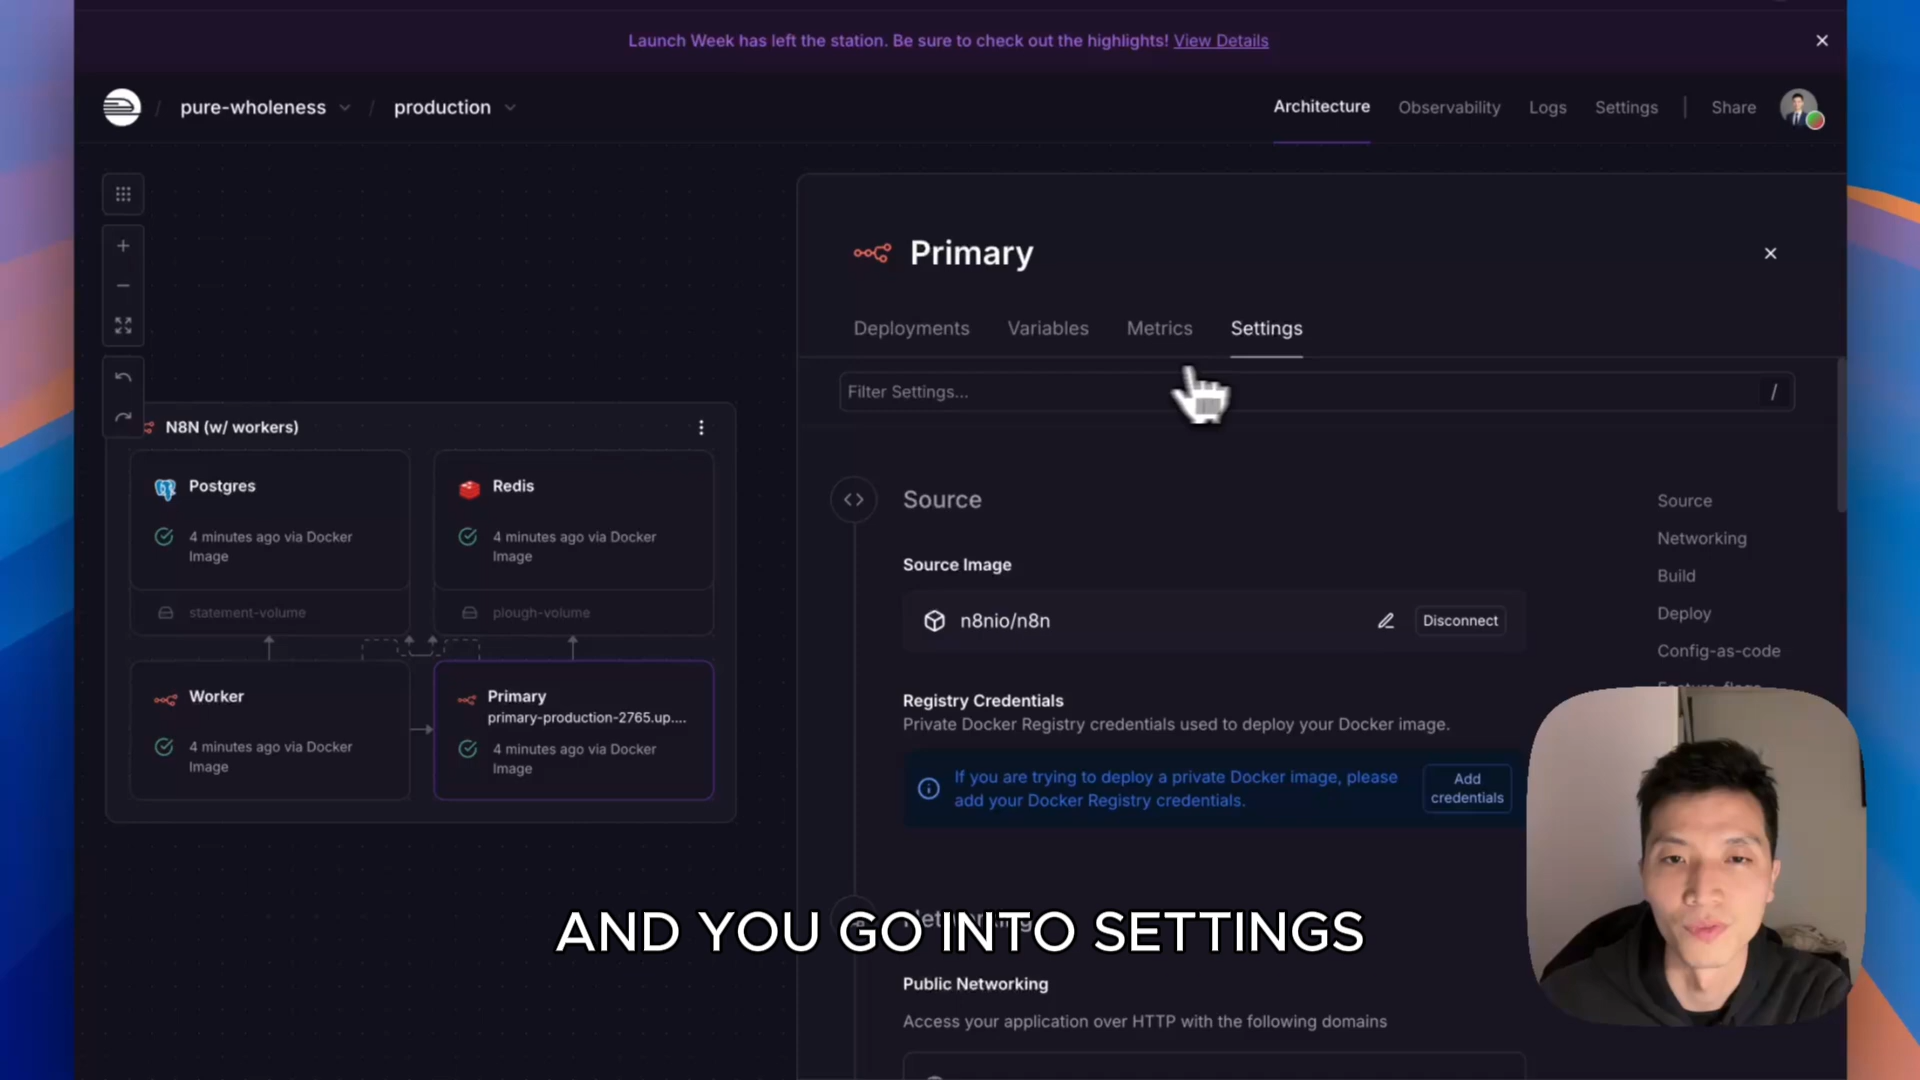 Launch Week has left the station. Be sure to check out the highlights! View Details
/ pure-wholeness / production
Architecture Observability Logs Settings | Share
Primary
Deployments Variables Metrics Settings
Filter Settings... /
N8N (w/ workers)
Postgres
4 minutes ago via Docker
Image
statement-volume
Redis
4 minutes ago via Docker
Image
plough-volume
Worker
4 minutes ago via Docker
Image
Primary
primary-production-2765.up....
4 minutes ago via Docker
Image
Source
Source Image
n8nio/n8n
Disconnect
Registry Credentials
Private Docker Registry credentials used to deploy your Docker image.
If you are trying to deploy a private Docker image, please
add your Docker Registry credentials.
Add
credentials
Source
Networking
Build
Deploy
Config-as-code
Networking
AND YOU GO INTO SETTINGS
Public Networking
Access your application over HTTP with the following domains